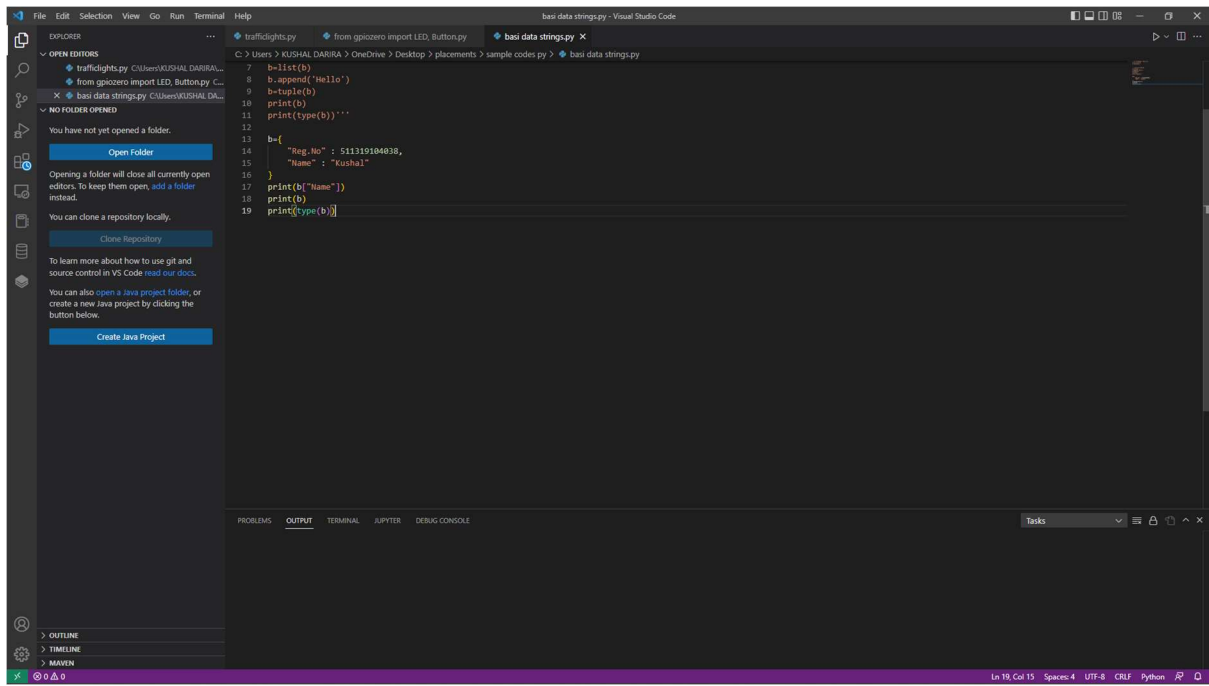 File Edit Selection View Go Run Terminal Help
basi data strings.py - Visual Studio Code
EXPLORER
OPEN EDITORS
trafficlights.py C:\Users\KUSHAL DARIRA\...
from gpiozero import LED, Button.py C...
basi data strings.py C:\Users\KUSHAL DA...
NO FOLDER OPENED
You have not yet opened a folder.
Open Folder
Opening a folder will close all currently open
editors. To keep them open, add a folder
instead.
You can clone a repository locally.
Clone Repository
To learn more about how to use git and
source control in VS Code read our docs.
You can also open a Java project folder, or
create a new Java project by clicking the
button below.
Create Java Project
OUTLINE
TIMELINE
MAVEN
trafficlights.py from gpiozero import LED, Button.py basi data strings.py
C: > Users > KUSHAL DARIRA > OneDrive > Desktop > placements > sample codes py > basi data strings.py
7 b=list(b)
8 b.append('Hello')
9 b=tuple(b)
10 print(b)
11 print(type(b))'''
12
13 b={
14 "Reg.No" : 511319104038,
15 "Name" : "Kushal"
16 }
17 print(b["Name"])
18 print(b)
19 print(type(b))
PROBLEMS OUTPUT TERMINAL JUPYTER DEBUG CONSOLE
Tasks
0 0
Ln 19, Col 15 Spaces: 4 UTF-8 CRLF Python